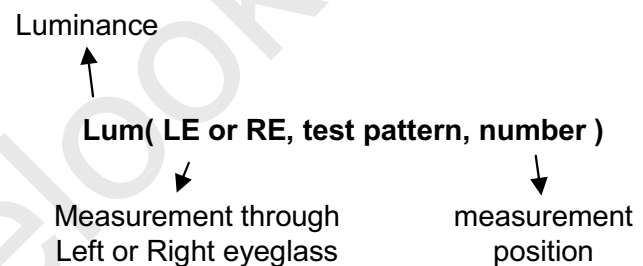 Luminance
Lum( LE or RE, test pattern, number )
Measurement through measurement
Left or Right eyeglass position